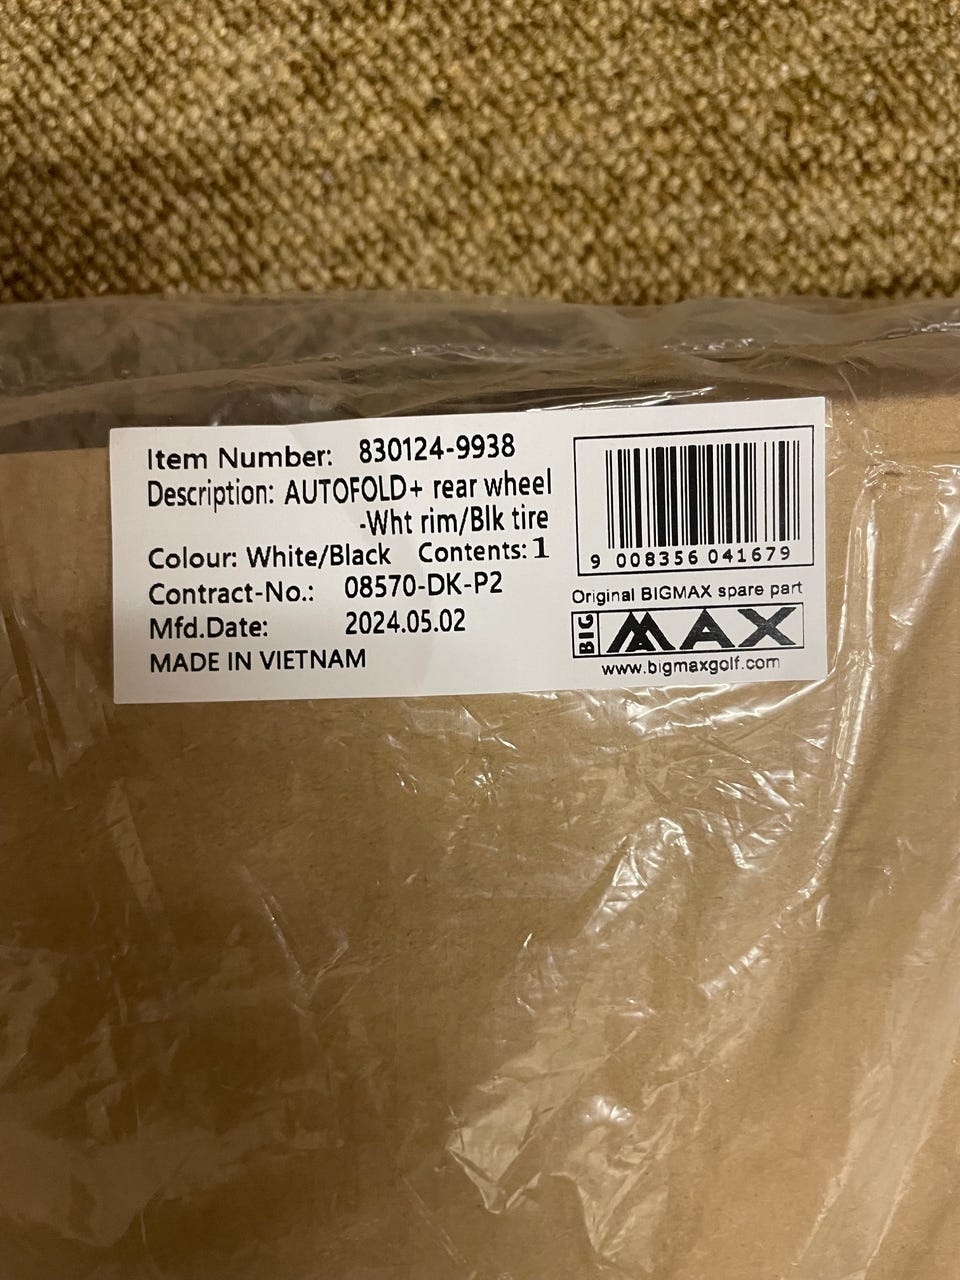 Item Number: 830124-9938
Description: AUTOFOLD+ rear wheel
-Wht rim/Blk tire
Colour: White/Black Contents: 1
Contract-No.: 08570-DK-P2
Mfd.Date: 2024.05.02
MADE IN VIETNAM
9 008356 041679
Original BIGMAX spare part
BIG MAX
www.bigmaxgolf.com